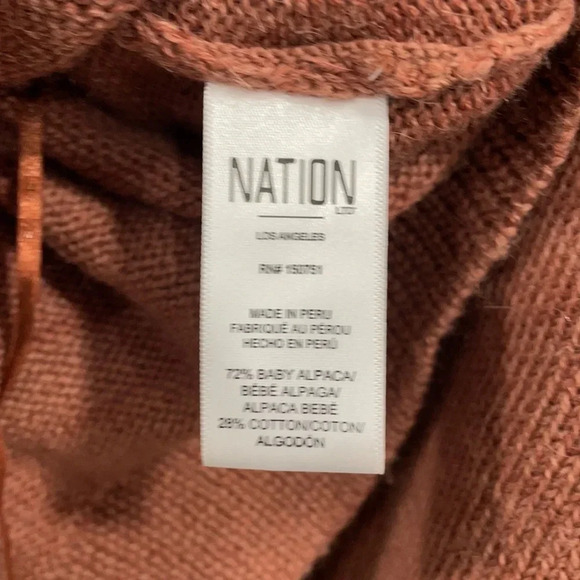 NATION
LTD
LOS ANGELES
RN# 150751
MADE IN PERU
FABRIQUÉ AU PÉROU
HECHO EN PERÚ
72% BABY ALPACA/
BÉBÉ ALPAGA/
ALPACA BEBÉ
28% COTTON/COTON/
ALGODÓN